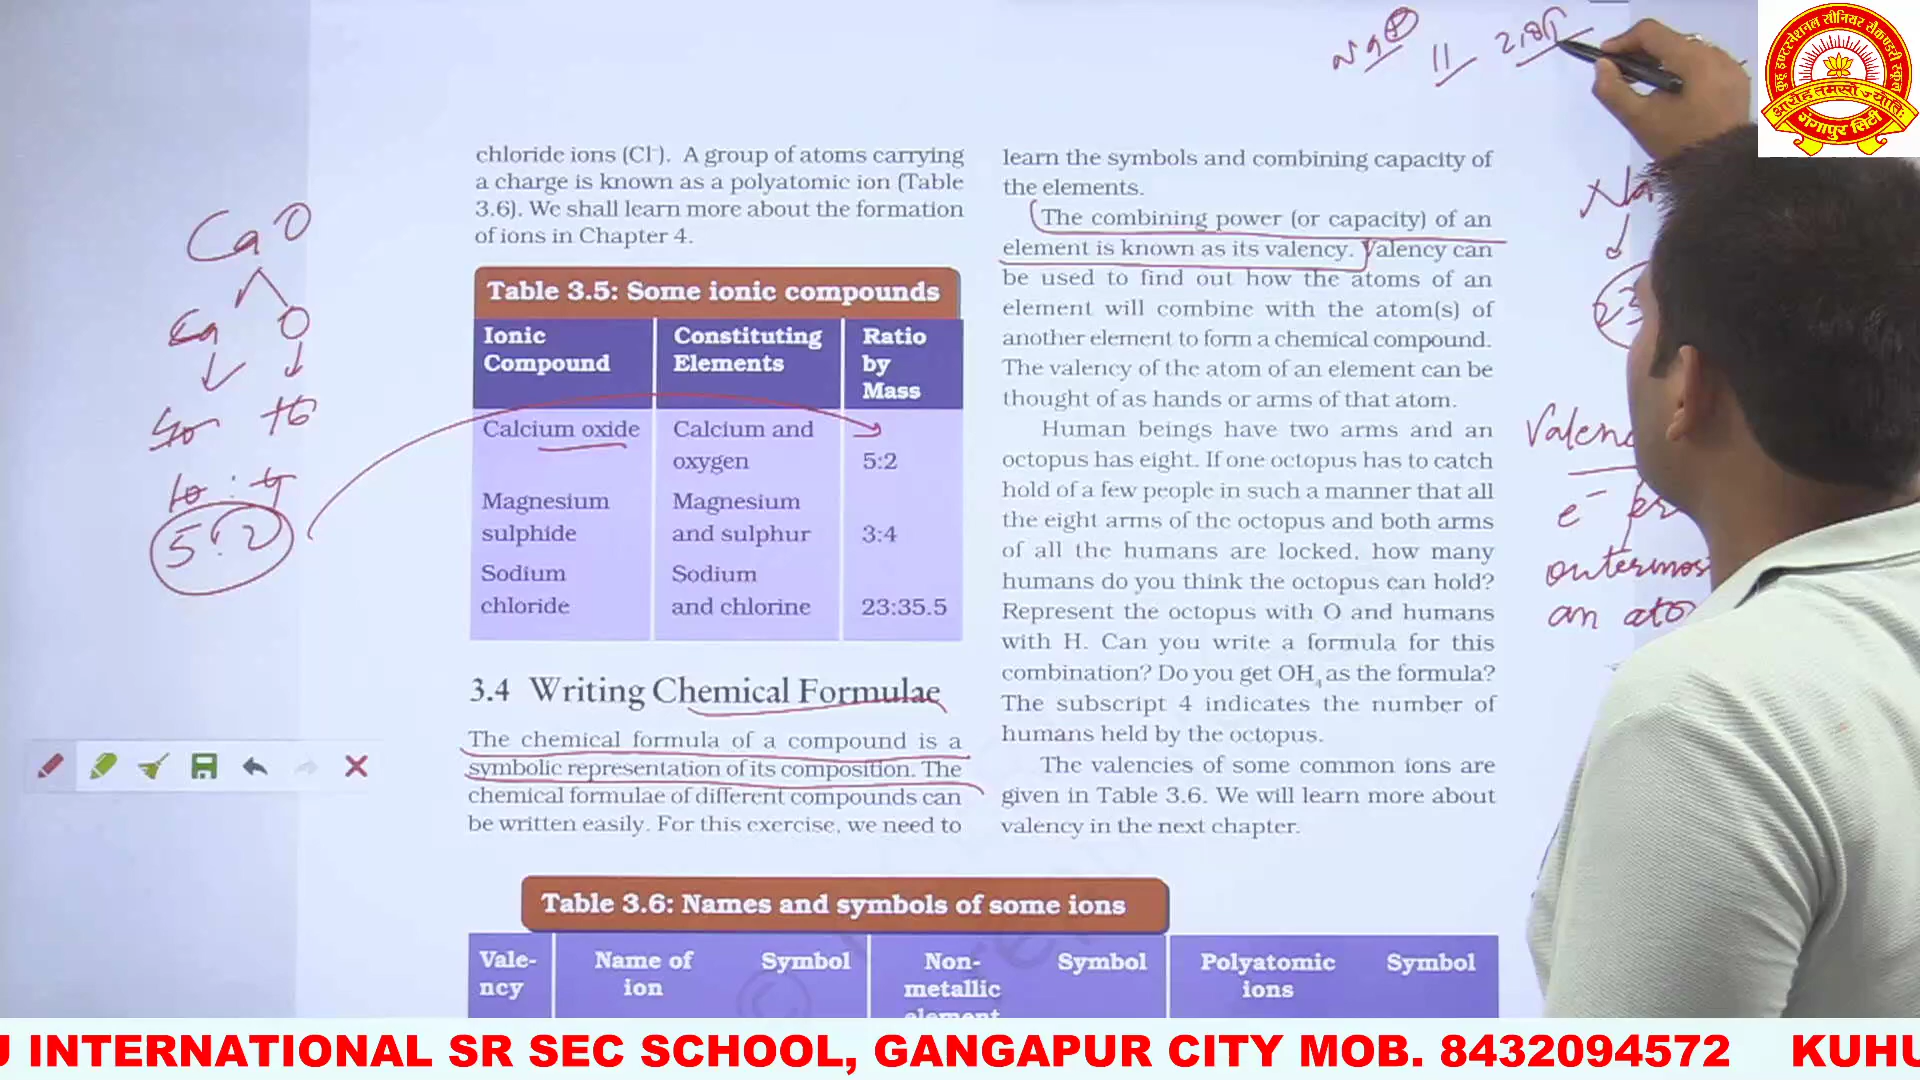 Na⊕ 11 2,8,1
कुहू इण्टरनेशनल सीनियर सैकण्डरी स्कूल
आरोह तमसो ज्योतिः
गंगापुर सिटी
chloride ions (Cl⁻). A group of atoms carrying
a charge is known as a polyatomic ion (Table
3.6). We shall learn more about the formation
of ions in Chapter 4.
CaO
Ca O
40 16
10 : 4
5:2
Table 3.5: Some ionic compounds
Ionic Compound Constituting Elements Ratio by Mass
Calcium oxide Calcium and oxygen 5:2
Magnesium sulphide Magnesium and sulphur 3:4
Sodium chloride Sodium and chlorine 23:35.5
3.4 Writing Chemical Formulae
The chemical formula of a compound is a
symbolic representation of its composition. The
chemical formulae of different compounds can
be written easily. For this exercise, we need to
learn the symbols and combining capacity of
the elements.
The combining power (or capacity) of an
element is known as its valency. Valency can
be used to find out how the atoms of an
element will combine with the atom(s) of
another element to form a chemical compound.
The valency of the atom of an element can be
thought of as hands or arms of that atom.
Human beings have two arms and an
octopus has eight. If one octopus has to catch
hold of a few people in such a manner that all
the eight arms of the octopus and both arms
of all the humans are locked, how many
humans do you think the octopus can hold?
Represent the octopus with O and humans
with H. Can you write a formula for this
combination? Do you get OH₄ as the formula?
The subscript 4 indicates the number of
humans held by the octopus.
The valencies of some common ions are
given in Table 3.6. We will learn more about
valency in the next chapter.
Na
23
Valenc
e⁻
outermos
an ato
Table 3.6: Names and symbols of some ions
Vale-ncy Name of ion Symbol Non-metallic element Symbol Polyatomic ions Symbol
J INTERNATIONAL SR SEC SCHOOL, GANGAPUR CITY MOB. 8432094572 KUHU